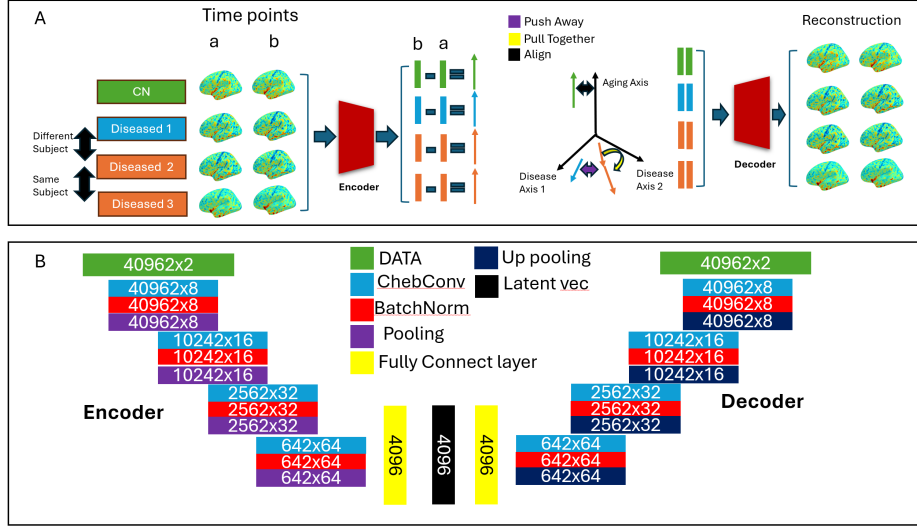 A
Time points
a
b
CN
Diseased 1
Diseased 2
Diseased 3
Different
Subject
Same
Subject
Encoder
b
a
Push Away
Pull Together
Align
Aging Axis
Disease
Axis 1
Disease
Axis 2
Decoder
Reconstruction
B
40962x2
40962x8
40962x8
40962x8
10242x16
10242x16
10242x16
2562x32
2562x32
2562x32
642x64
642x64
642x64
Encoder
DATA
ChebConv
BatchNorm
Pooling
Fully Connect layer
Up pooling
Latent vec
4096
4096
4096
40962x2
40962x8
40962x8
40962x8
10242x16
10242x16
10242x16
2562x32
2562x32
2562x32
642x64
642x64
642x64
Decoder